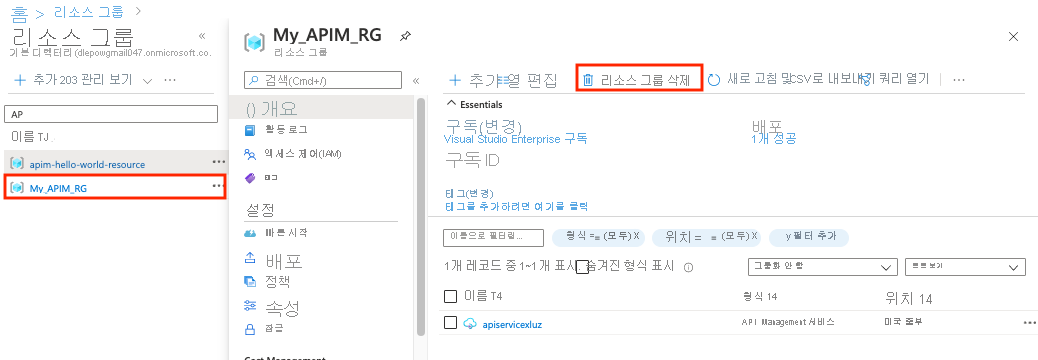 홈 > 리소스 그룹 >
리소스 그룹 «
기본 디렉터리(dlepowgmail047.onmicrosoft.co.
+ 추가 203 관리 보기 ···
AP
이름 TJ
apim-hello-world-resource ···
My_APIM_RG ···
My_APIM_RG
리소스 그룹
검색(Cmd+/) «
() 개요
활동 로그
액세스 제어(IAM)
태그
설정
빠른 시작
배포
정책
속성
잠금
Cost Management
+ 추가 열 편집 리소스 그룹 삭제 새로 고침 및CSV로 내보내기 쿼리 열기 ···
Essentials
구독(변경) 배포
Visual Studio Enterprise 구독 1개 성공
구독 ID
태그(변경)
태그를 추가하려면 여기를 클릭
이름으로 필터링... 형식 == (모두) X 위치 = = (모두) X y 필터 추가
1개 레코드 중 1~1개 표시. 숨겨진 형식 표시 그룹화 안 함 목록 보기
이름 T4 형식 14 위치 14
apiservicexluz API Management 서비스 미국 중부 ···